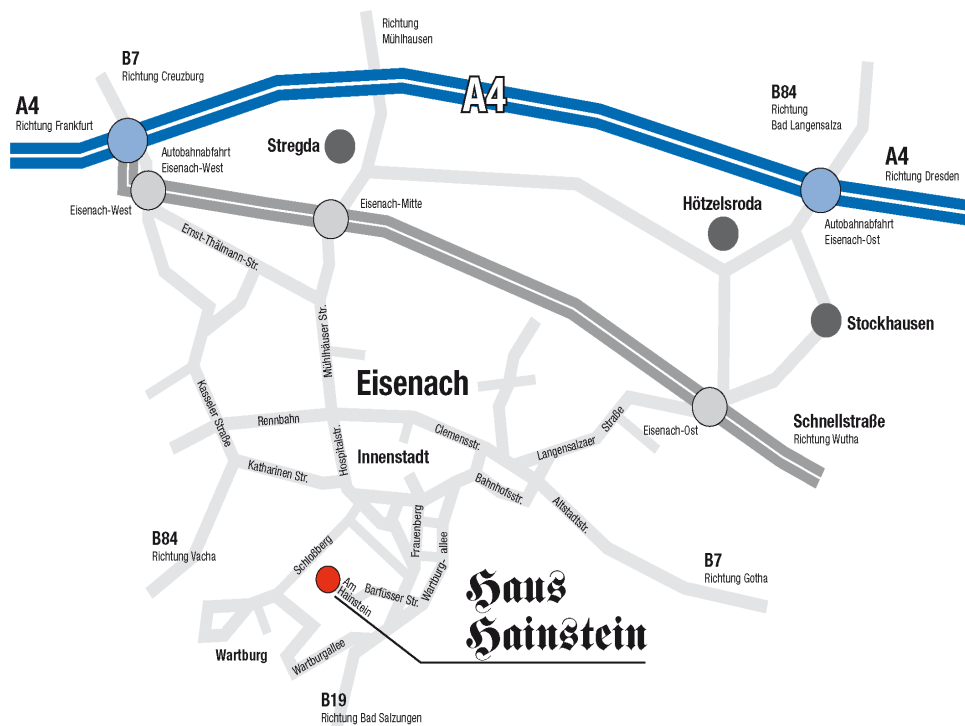 Richtung
Mühlhausen
B7
Richtung Creuzburg
A4
Richtung Frankfurt
A4
B84
Richtung
Bad Langensalza
A4
Richtung Dresden
Stregda
Autobahnabfahrt
Eisenach-West
Eisenach-West
Eisenach-Mitte
Hötzelsroda
Autobahnabfahrt
Eisenach-Ost
Ernst-Thälmann-Str.
Stockhausen
Mühlhäuser Str.
Eisenach
Kasseler Straße
Rennbahn
Hospitalstr.
Clemensstr.
Langensalzaer
Straße
Eisenach-Ost
Schnellstraße
Richtung Wutha
Innenstadt
Katharinen Str.
Bahnhofsstr.
Altstadtstr.
B84
Richtung Vacha
Schloßberg
Frauenberg
Wartburg-
allee
B7
Richtung Gotha
Am
Hainstein
Barfüsser Str.
Haus
Hainstein
Wartburg
Wartburgallee
B19
Richtung Bad Salzungen